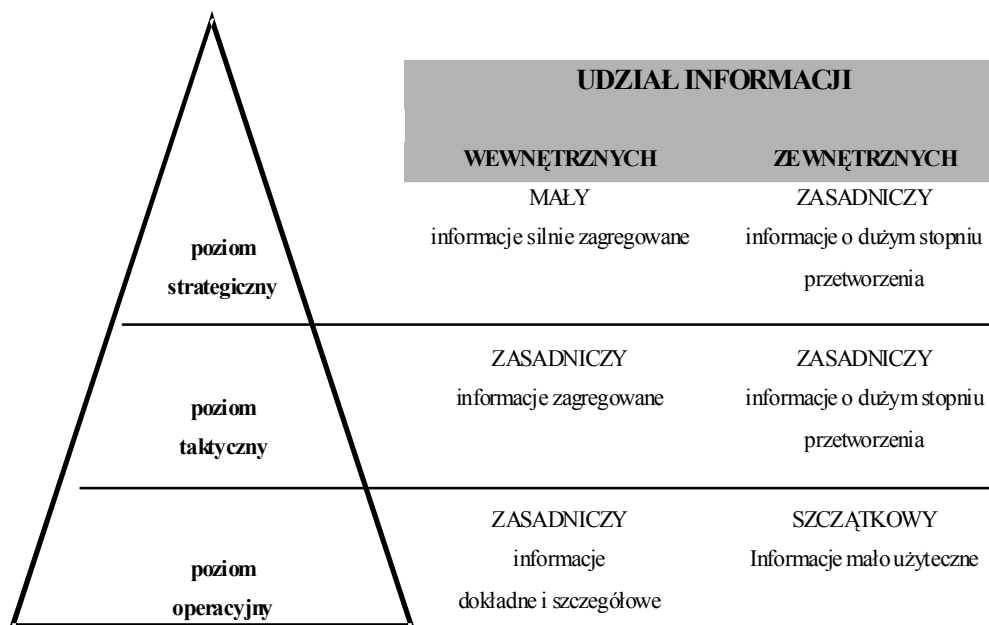 UDZIAŁ INFORMACJI
WEWNĘTRZNYCH ZEWNĘTRZNYCH
poziom
strategiczny
MAŁY
informacje silnie zagregowane
ZASADNICZY
informacje o dużym stopniu
przetworzenia
poziom
taktyczny
ZASADNICZY
informacje zagregowane
ZASADNICZY
informacje o dużym stopniu
przetworzenia
poziom
operacyjny
ZASADNICZY
informacje
dokładne i szczegółowe
SZCZĄTKOWY
Informacje mało użyteczne